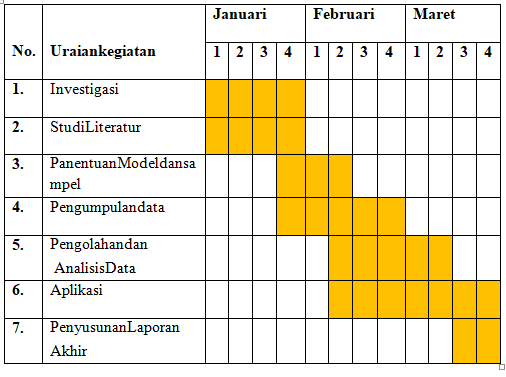 No. Uraiankegiatan Januari Februari Maret
1 2 3 4 1 2 3 4 1 2 3 4
1. Investigasi
2. StudiLiteratur
3. PanentuanModeldansa
mpel
4. Pengumpulandata
5. Pengolahandan
AnalisisData
6. Aplikasi
7. PenyusunanLaporan
Akhir